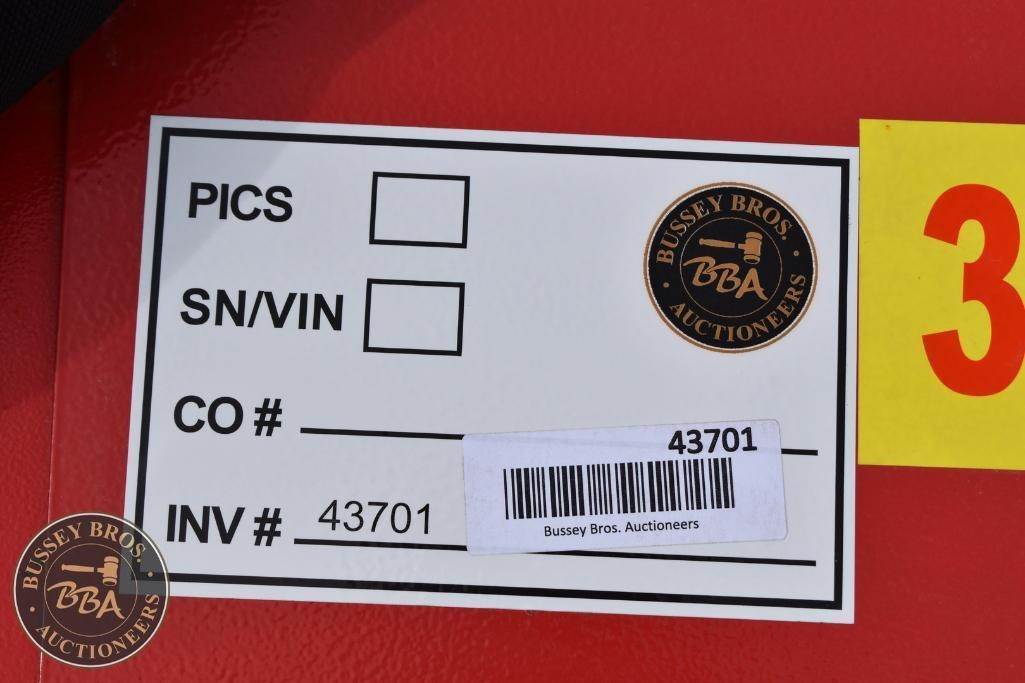 PICS
SN/VIN
CO #
INV # 43701
BUSSEY BROS.
BBA
AUCTIONEERS
43701
Bussey Bros. Auctioneers
3
BUSSEY BROS.
BBA
AUCTIONEERS